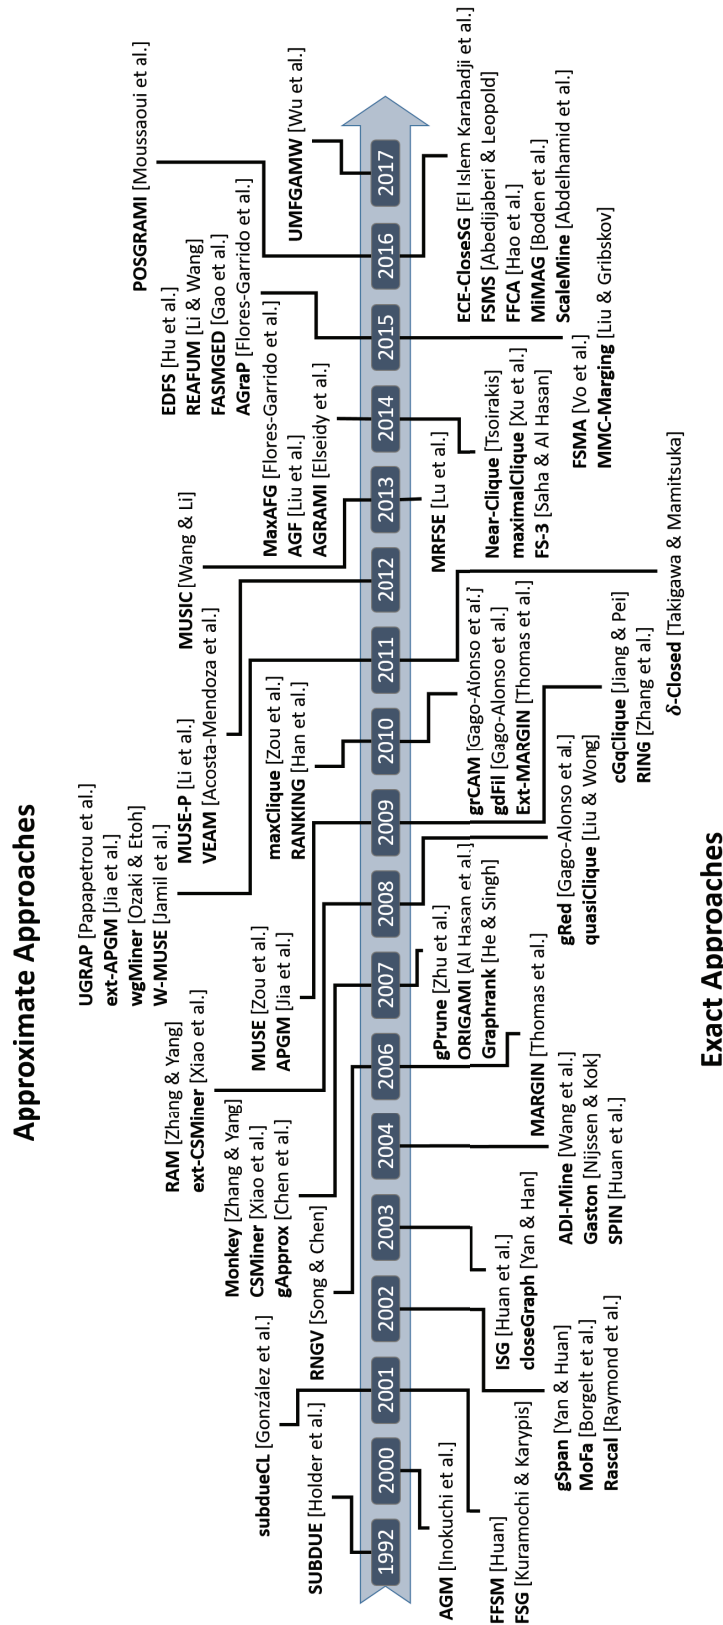 Approximate Approaches
SUBDUE [Holder et al.]
subdueCL [González et al.]
RNGV [Song & Chen]
Monkey [Zhang & Yang]
CSMiner [Xiao et al.]
gApprox [Chen et al.]
RAM [Zhang & Yang]
ext-CSMiner [Xiao et al.]
MUSE [Zou et al.]
APGM [Jia et al.]
UGRAP [Papapetrou et al.]
ext-APGM [Jia et al.]
wgMiner [Ozaki & Etoh]
W-MUSE [Jamil et al.]
maxClique [Zou et al.]
RANKING [Han et al.]
MUSE-P [Li et al.]
VEAM [Acosta-Mendoza et al.]
MUSIC [Wang & Li]
MaxAFG [Flores-Garrido et al.]
AGF [Liu et al.]
AGRAMI [Elseidy et al.]
EDFS [Hu et al.]
REAFUM [Li & Wang]
FASMGED [Gao et al.]
AGraP [Flores-Garrido et al.]
POSGRAMI [Moussaoui et al.]
UMFGAMW [Wu et al.]
1992
2000
2001
2002
2003
2004
2006
2007
2008
2009
2010
2011
2012
2013
2014
2015
2016
2017
AGM [Inokuchi et al.]
FFSM [Huan]
FSG [Kuramochi & Karypis]
gSpan [Yan & Huan]
MoFa [Borgelt et al.]
Rascal [Raymond et al.]
ISG [Huan et al.]
closeGraph [Yan & Han]
ADI-Mine [Wang et al.]
Gaston [Nijssen & Kok]
SPIN [Huan et al.]
MARGIN [Thomas et al.]
gPrune [Zhu et al.]
ORIGAMI [Al Hasan et al.]
Graphrank [He & Singh]
gRed [Gago-Alonso et al.]
quasiClique [Liu & Wong]
cGqClique [Jiang & Pei]
RING [Zhang et al.]
grCAM [Gago-Alonso et al.]
gdFil [Gago-Alonso et al.]
Ext-MARGIN [Thomas et al.]
δ-Closed [Takigawa & Mamitsuka]
MRFSE [Lu et al.]
Near-Clique [Tsoirakis]
maximalClique [Xu et al.]
FS-3 [Saha & Al Hasan]
FSMA [Vo et al.]
MMC-Marging [Liu & Gribskov]
ECE-CloseSG [El Islem Karabadji et al.]
FSMS [Abedijaberi & Leopold]
FFCA [Hao et al.]
MiMAG [Boden et al.]
ScaleMine [Abdelhamid et al.]
Exact Approaches